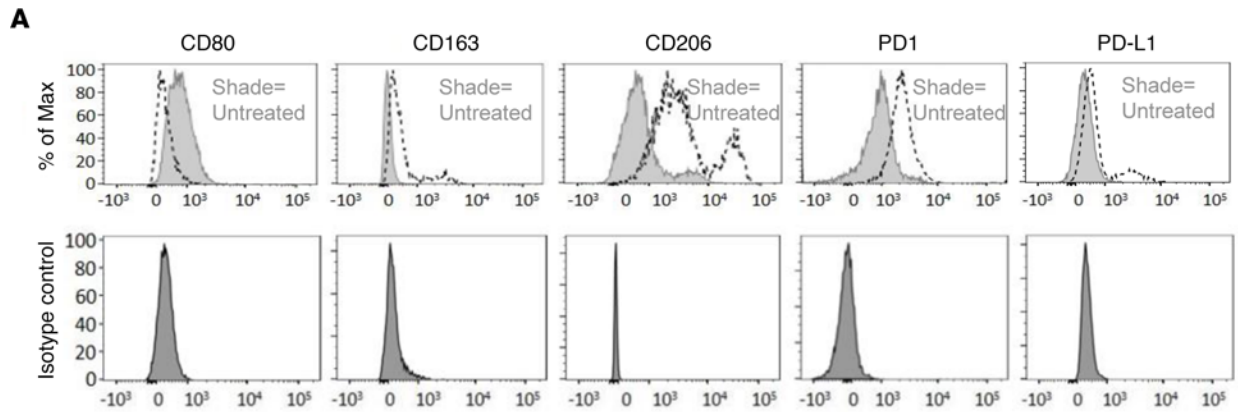 A
CD80 CD163 CD206 PD1 PD-L1
% of Max
100
80
60
40
20
0
Shade=
Untreated
Shade=
Untreated
Shade=
Untreated
Shade=
Untreated
Shade=
Untreated
-10³ 0 10³ 10⁴ 10⁵ -10³ 0 10³ 10⁴ 10⁵ -10³ 0 10³ 10⁴ 10⁵ -10³ 0 10³ 10⁴ 10⁵ -10³ 0 10³ 10⁴ 10⁵
Isotype control
100
80
60
40
20
0
-10³ 0 10³ 10⁴ 10⁵ -10³ 0 10³ 10⁴ 10⁵ -10³ 0 10³ 10⁴ 10⁵ -10³ 0 10³ 10⁴ 10⁵ -10³ 0 10³ 10⁴ 10⁵